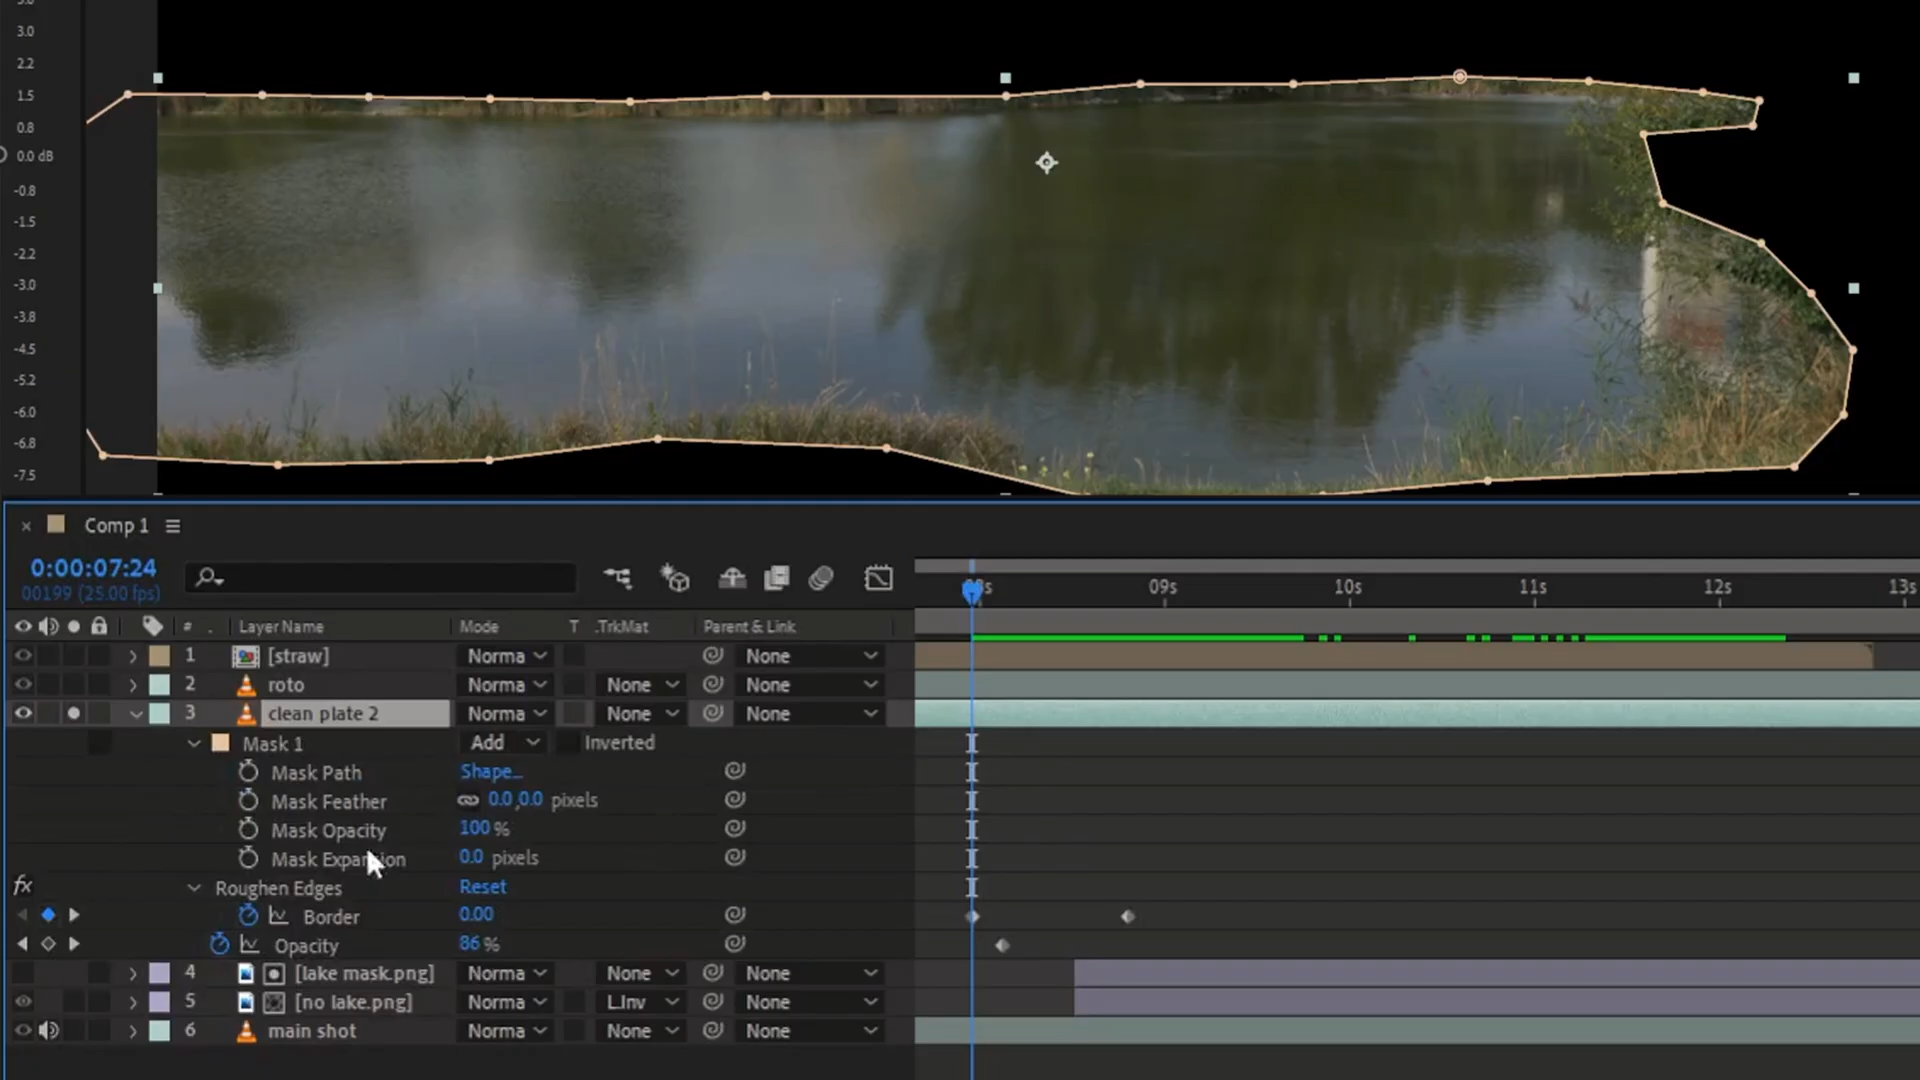 3.0
2.2
1.5
0.8
0.0 dB
-0.8
-1.5
-2.2
-3.0
-3.8
-4.5
-5.2
-6.0
-6.8
-7.5
× Comp 1
0:00:07:24
00199 (25.00 fps)
09s 10s 11s 12s 13s
# . Layer Name Mode T .TrkMat Parent & Link
1 [straw] Norma None
2 roto Norma None None
3 clean plate 2 Norma None None
Mask 1 Add Inverted
Mask Path Shape...
Mask Feather 0.0,0.0 pixels
Mask Opacity 100 %
Mask Expansion 0.0 pixels
fx Roughen Edges Reset
Border 0.00
Opacity 86 %
4 [lake mask.png] Norma None None
5 [no lake.png] Norma L.Inv None
6 main shot Norma None None